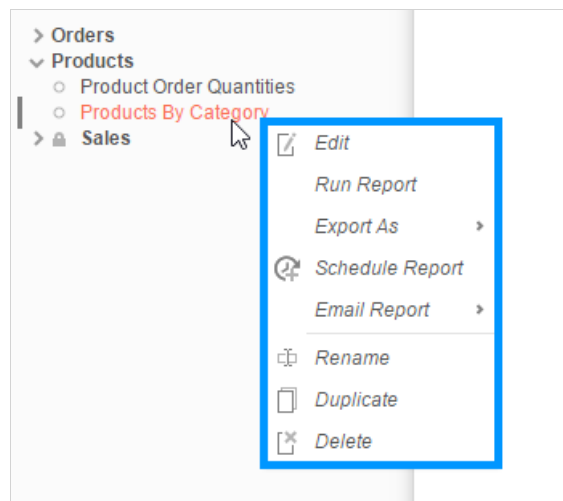 Orders
Products
Product Order Quantities
Products By Category
Sales
Edit
Run Report
Export As
Schedule Report
Email Report
Rename
Duplicate
Delete